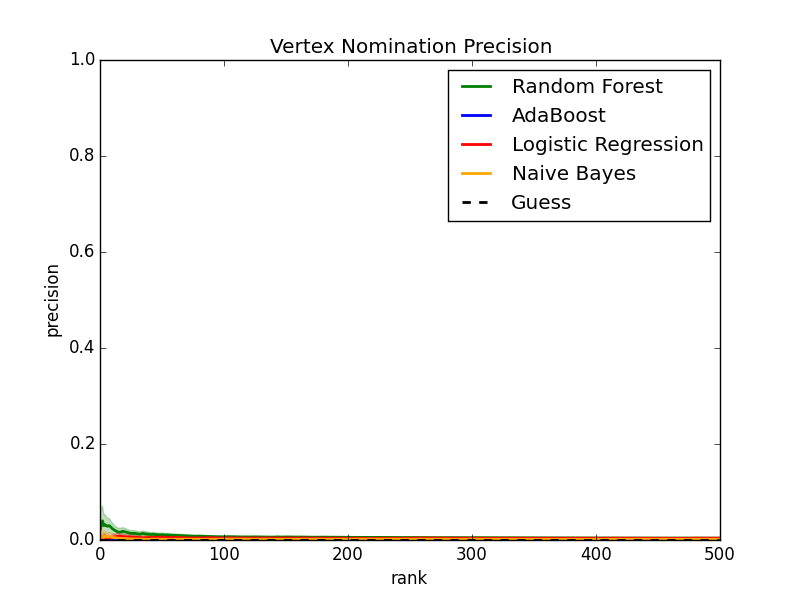 Vertex Nomination Precision
1.0
0.8
0.6
0.4
0.2
0.0
precision
Random Forest
AdaBoost
Logistic Regression
Naive Bayes
Guess
0 100 200 300 400 500
rank